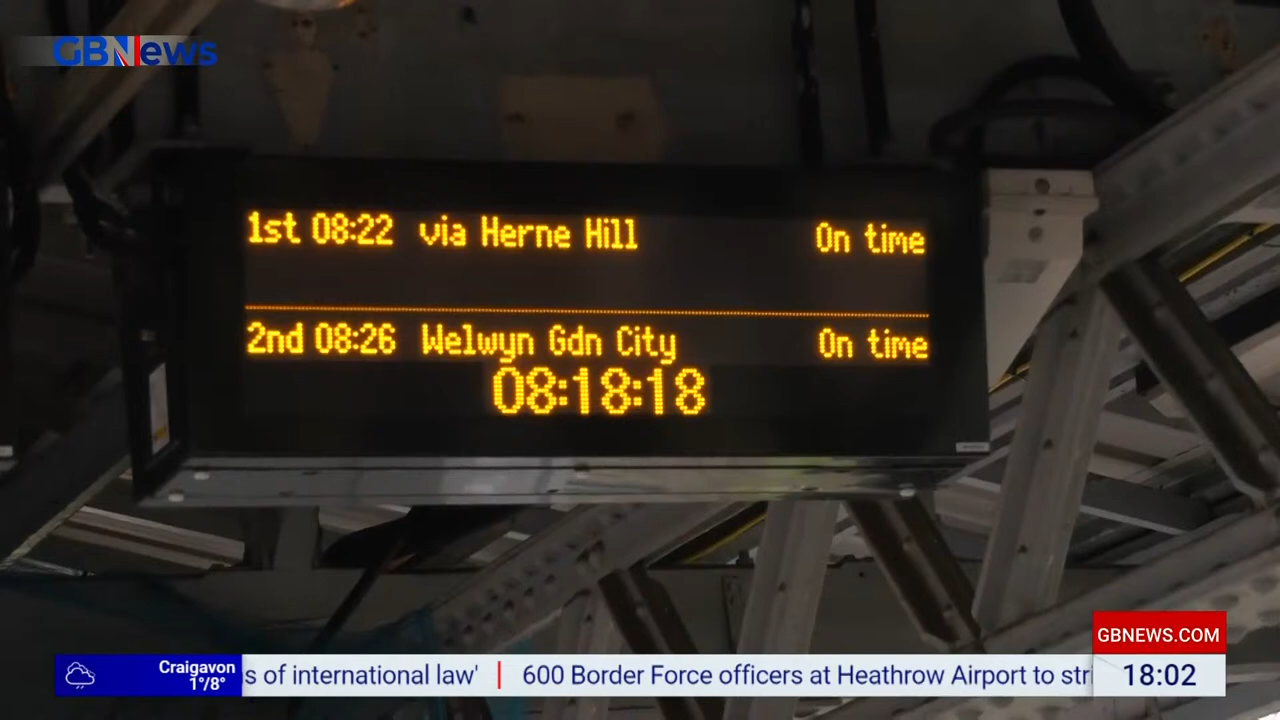 GBNews
1st 08:22 via Herne Hill On time
2nd 08:26 Welwyn Gdn City On time
08:18:18
GBNEWS.COM
Craigavon
1°/8°
s of international law' | 600 Border Force officers at Heathrow Airport to stri
18:02